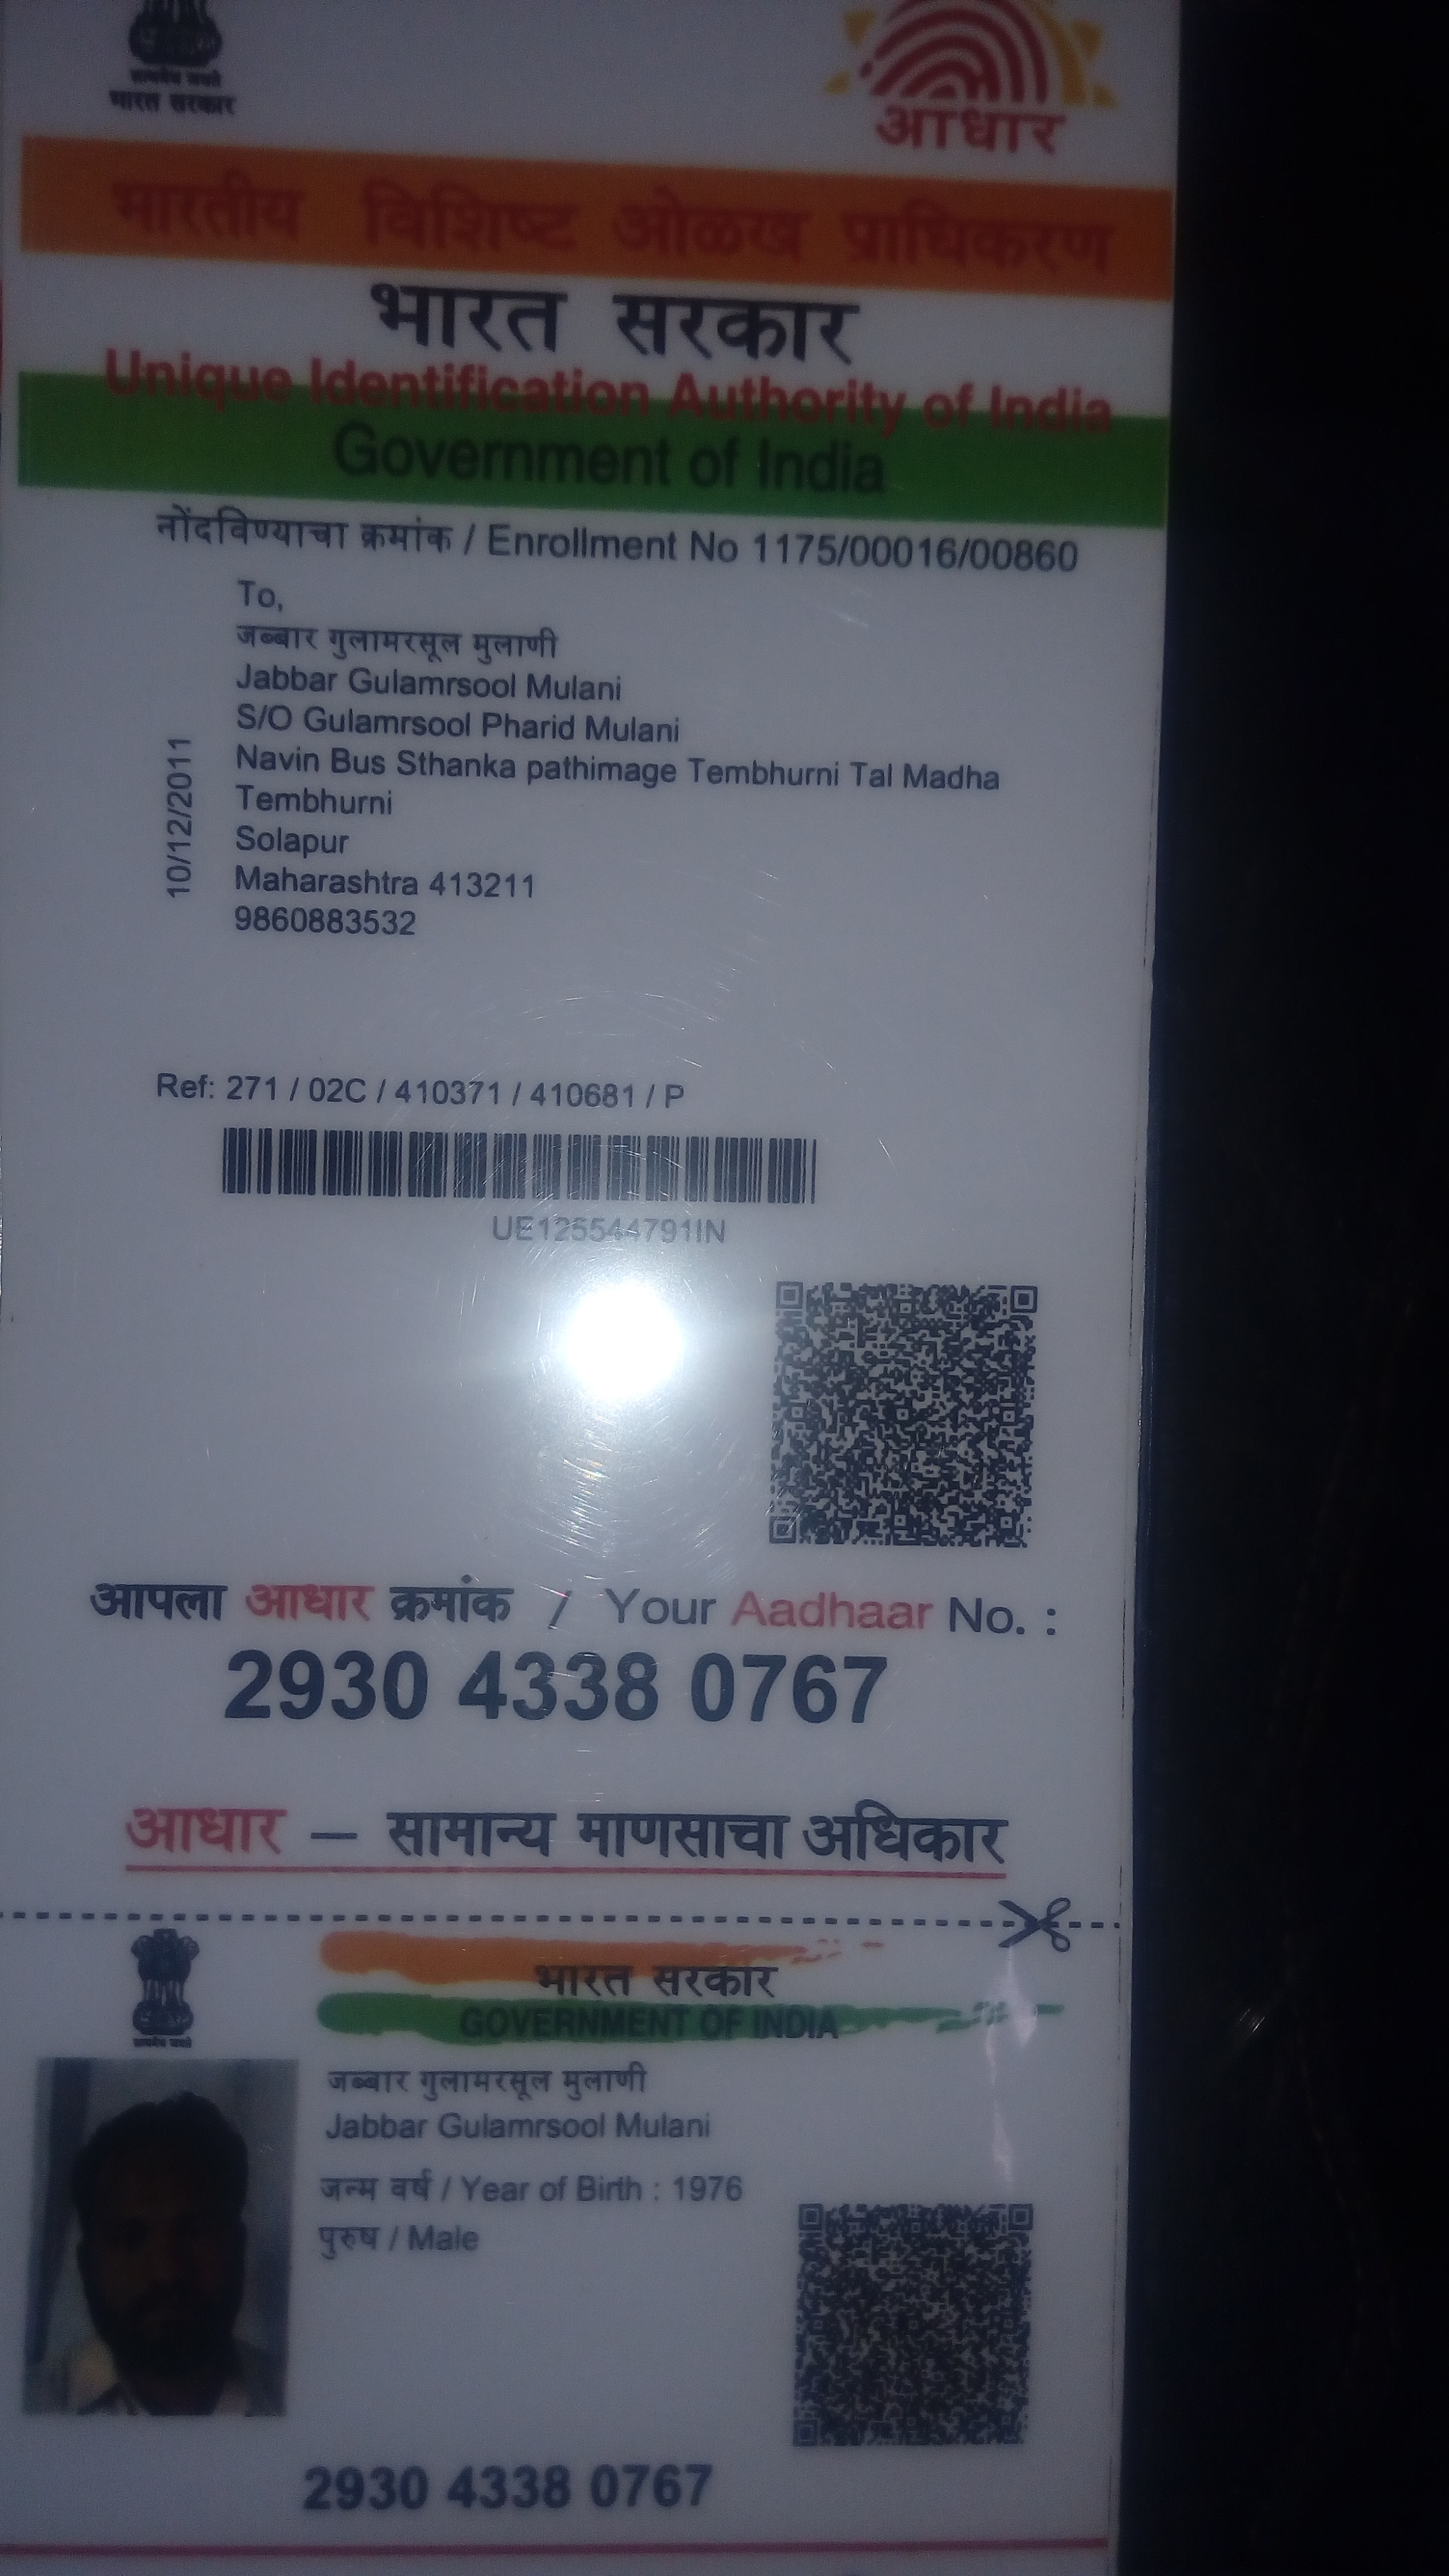 सत्यमेव जयते
भारत सरकार
आधार
भारतीय विशिष्ट ओळख प्राधिकरण
भारत सरकार
Unique Identification Authority of India
Government of India
नोंदविण्याचा क्रमांक / Enrollment No 1175/00016/00860
To,
जब्बार गुलामरसूल मुलाणी
Jabbar Gulamrsool Mulani
S/O Gulamrsool Pharid Mulani
Navin Bus Sthanka pathimage Tembhurni Tal Madha
Tembhurni
Solapur
Maharashtra 413211
9860883532
10/12/2011
Ref: 271 / 02C / 410371 / 410681 / P
UE125544791IN
आपला आधार क्रमांक / Your Aadhaar No. :
2930 4338 0767
आधार — सामान्य माणसाचा अधिकार
सत्यमेव जयते
भारत सरकार
GOVERNMENT OF INDIA
जब्बार गुलामरसूल मुलाणी
Jabbar Gulamrsool Mulani
जन्म वर्ष / Year of Birth : 1976
पुरुष / Male
2930 4338 0767